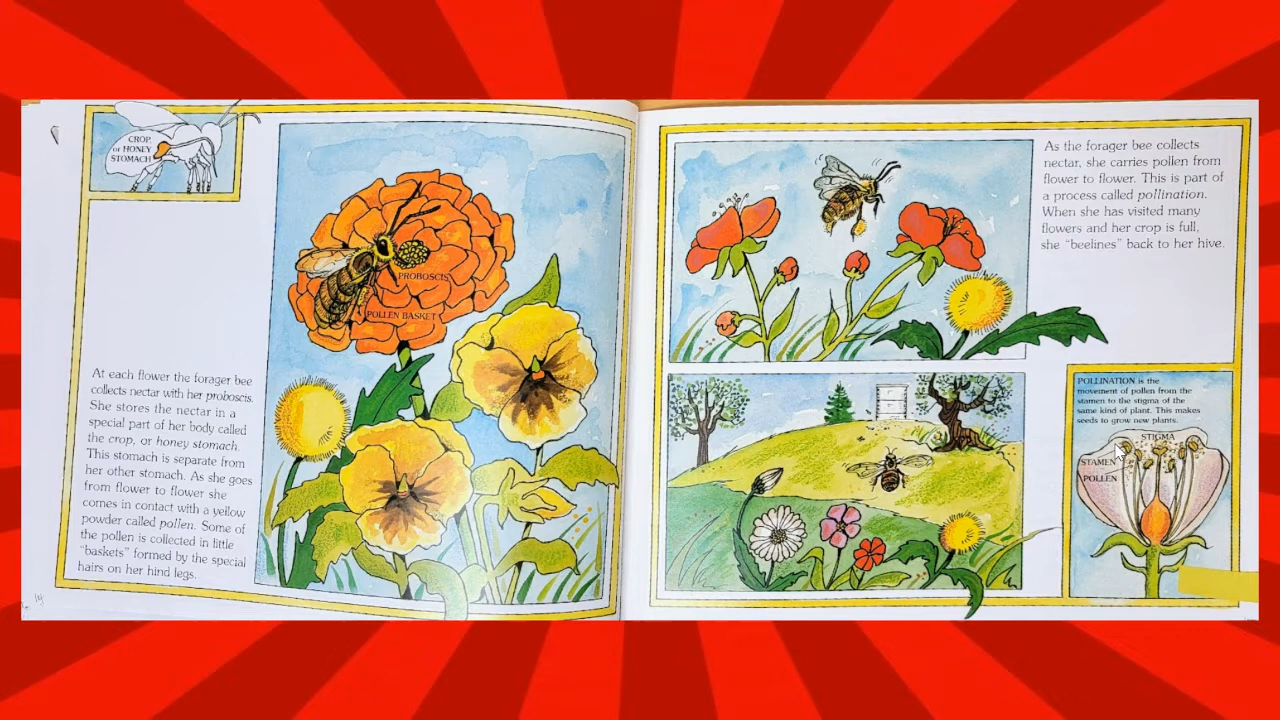 CROP,
or HONEY
STOMACH
At each flower the forager bee
collects nectar with her proboscis.
She stores the nectar in a
special part of her body called
the crop, or honey stomach.
This stomach is separate from
her other stomach. As she goes
from flower to flower she
comes in contact with a yellow
powder called pollen. Some of
the pollen is collected in little
"baskets" formed by the special
hairs on her hind legs.
PROBOSCIS
POLLEN BASKET
As the forager bee collects
nectar, she carries pollen from
flower to flower. This is part of
a process called pollination.
When she has visited many
flowers and her crop is full,
she "beelines" back to her hive.
POLLINATION is the
movement of pollen from the
stamen to the stigma of the
same kind of plant. This makes
seeds to grow new plants.
STIGMA
STAMEN
POLLEN